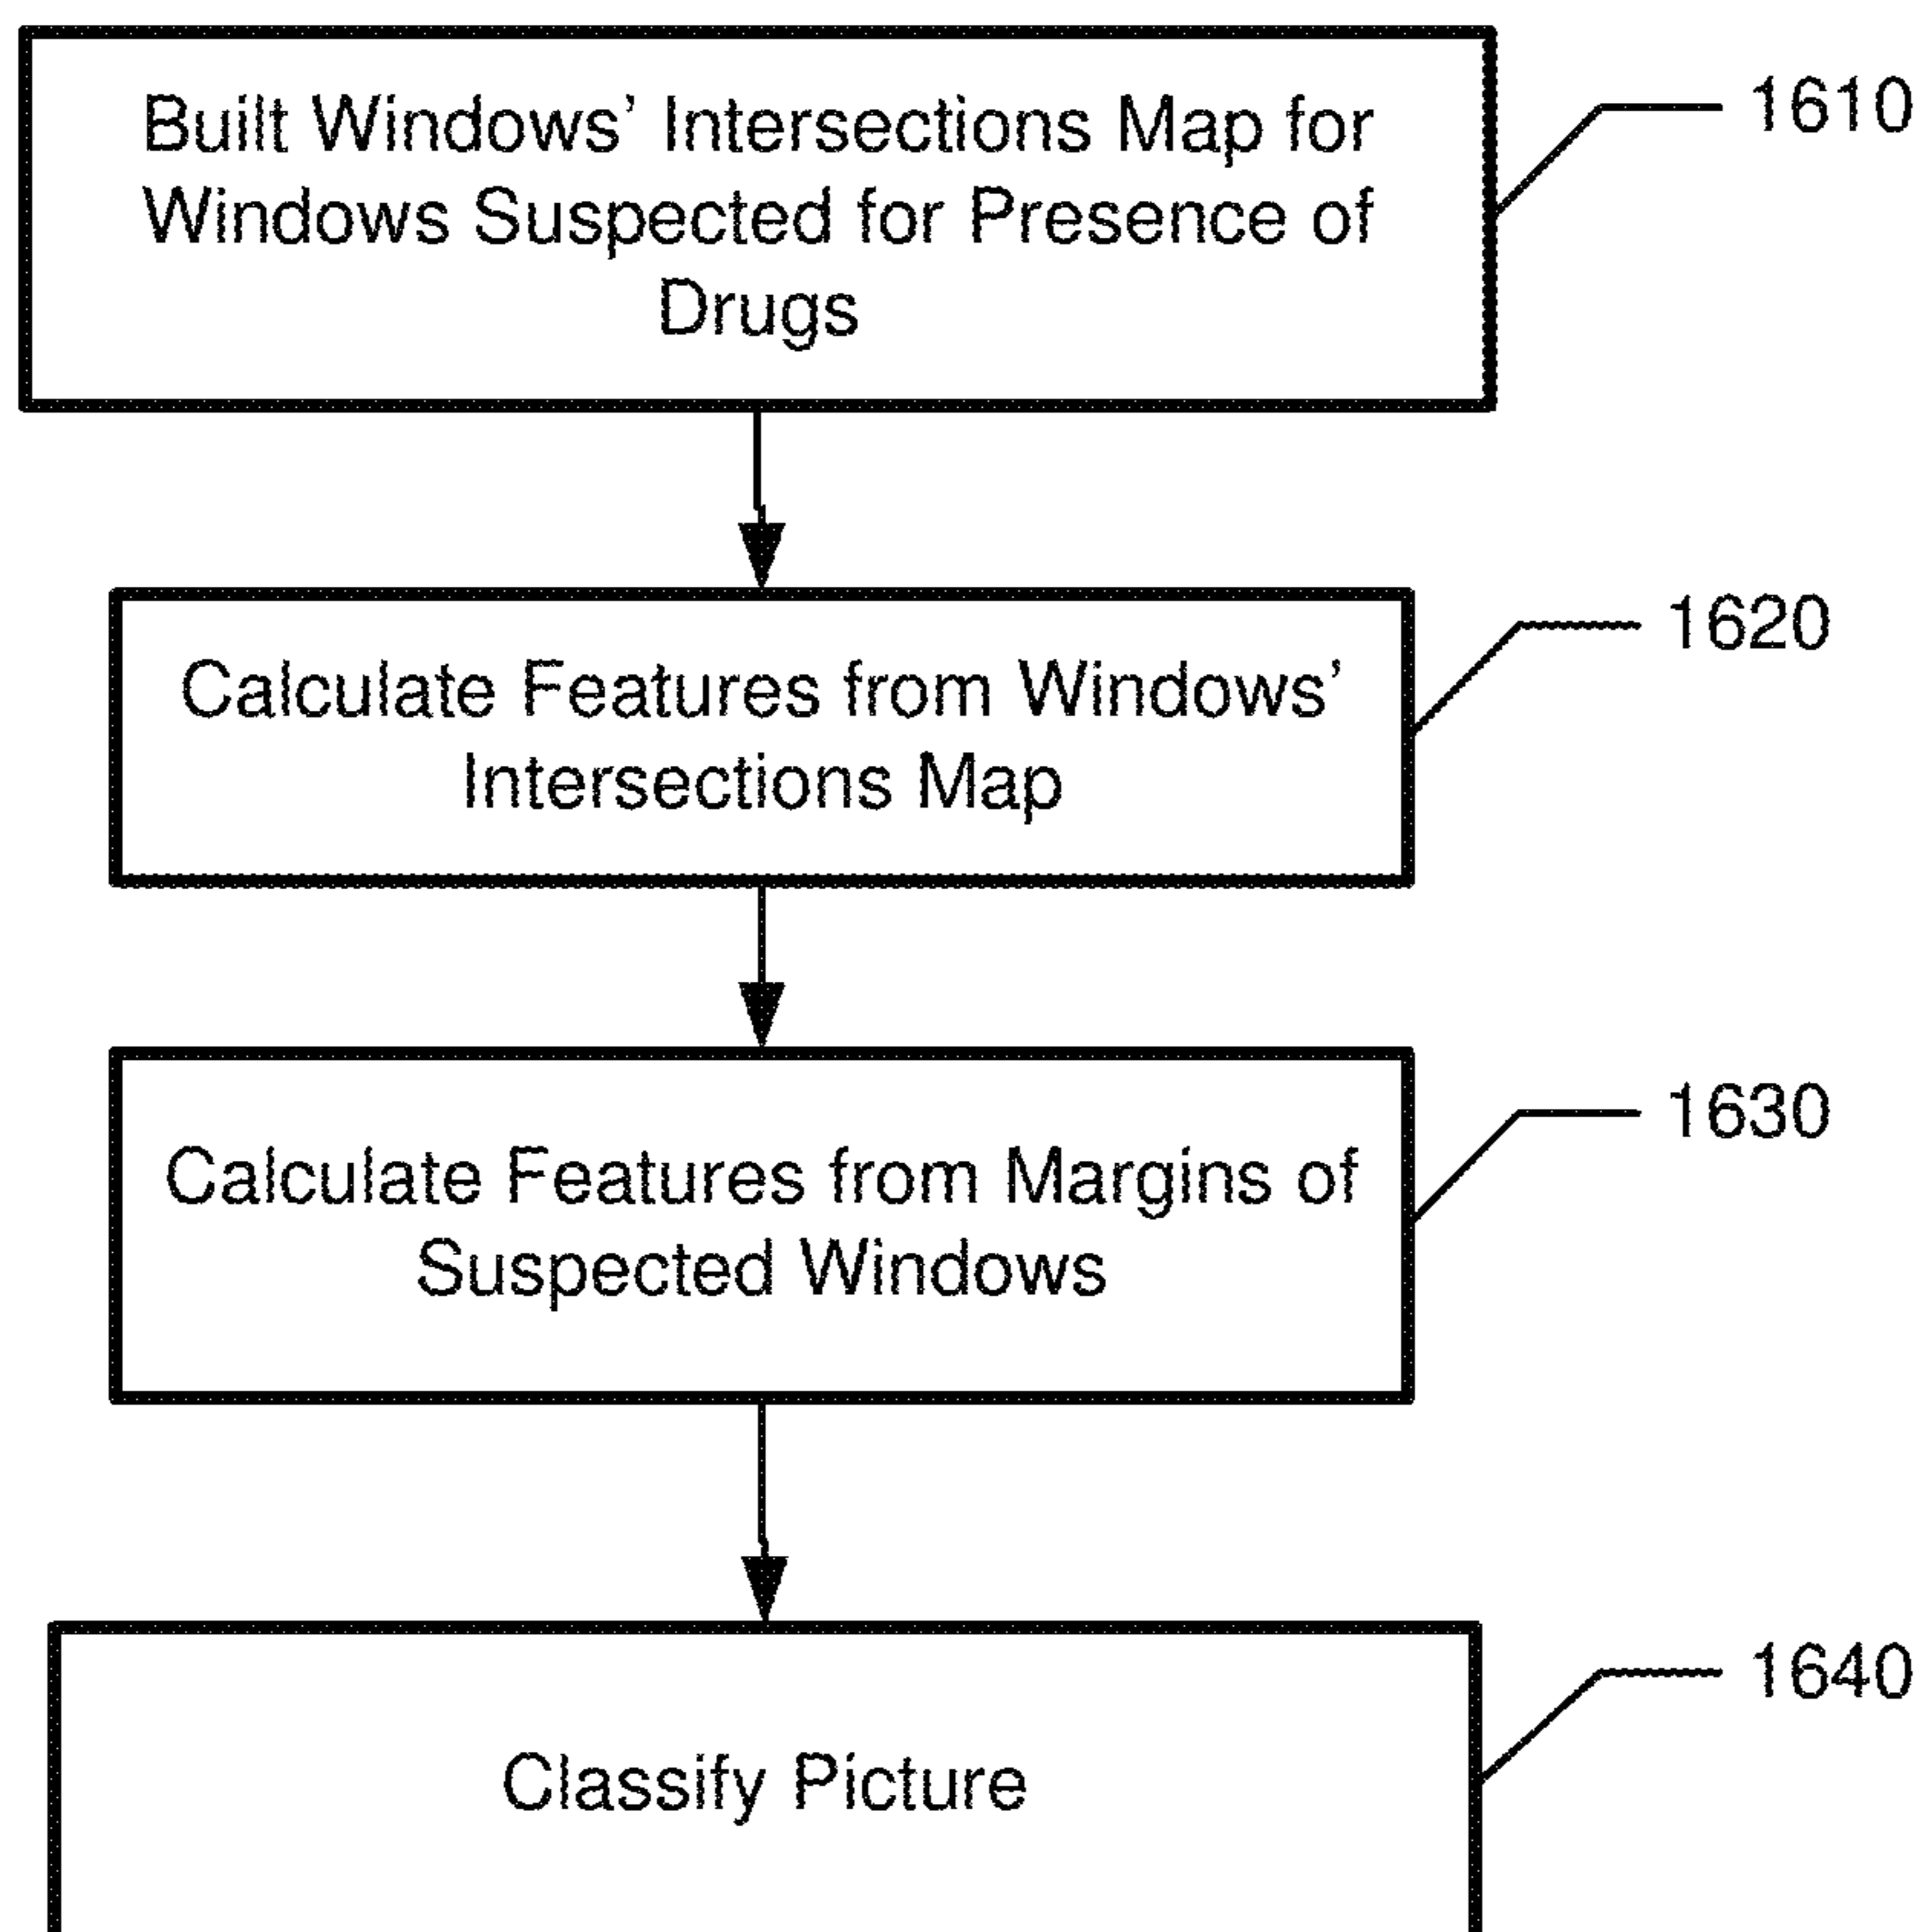 Built Windows’ Intersections Map for
Windows Suspected for Presence of
Drugs
1610
Calculate Features from Windows’
Intersections Map
1620
Calculate Features from Margins of
Suspected Windows
1630
Classify Picture
1640